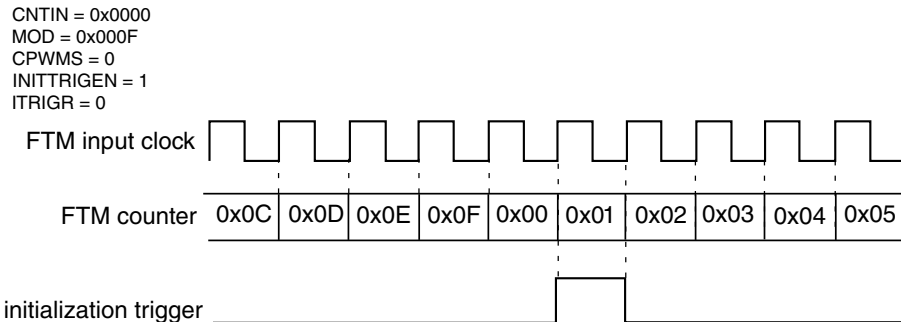 CNTIN = 0x0000
MOD = 0x000F
CPWMS = 0
INITTRIGEN = 1
ITRIGR = 0
FTM input clock
FTM counter 0x0C 0x0D 0x0E 0x0F 0x00 0x01 0x02 0x03 0x04 0x05
initialization trigger